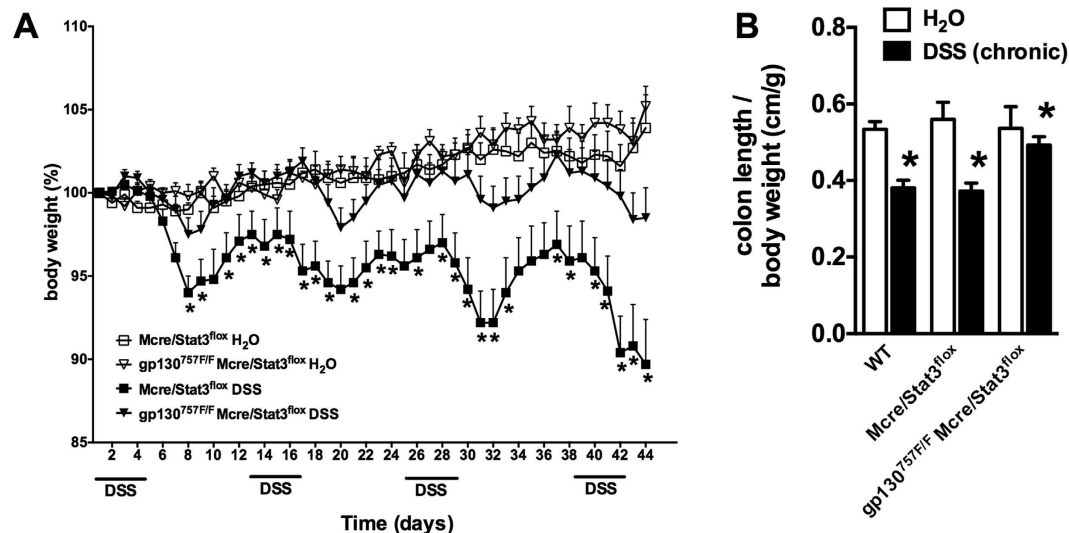 A
110
105
100
95
90
85
body weight (%)
Mcre/Stat3flox H2O
gp130757F/F Mcre/Stat3flox H2O
Mcre/Stat3flox DSS
gp130757F/F Mcre/Stat3flox DSS
* * * * * * * * * * * * * * * * * * * * * * * * * * * * *
2 4 6 8 10 12 14 16 18 20 22 24 26 28 30 32 34 36 38 40 42 44
DSS DSS DSS DSS
Time (days)
B
H2O
DSS (chronic)
colon length /
body weight (cm/g)
0.8
0.6
0.4
0.2
0.0
* * *
WT
Mcre/Stat3flox
gp130757F/F Mcre/Stat3flox